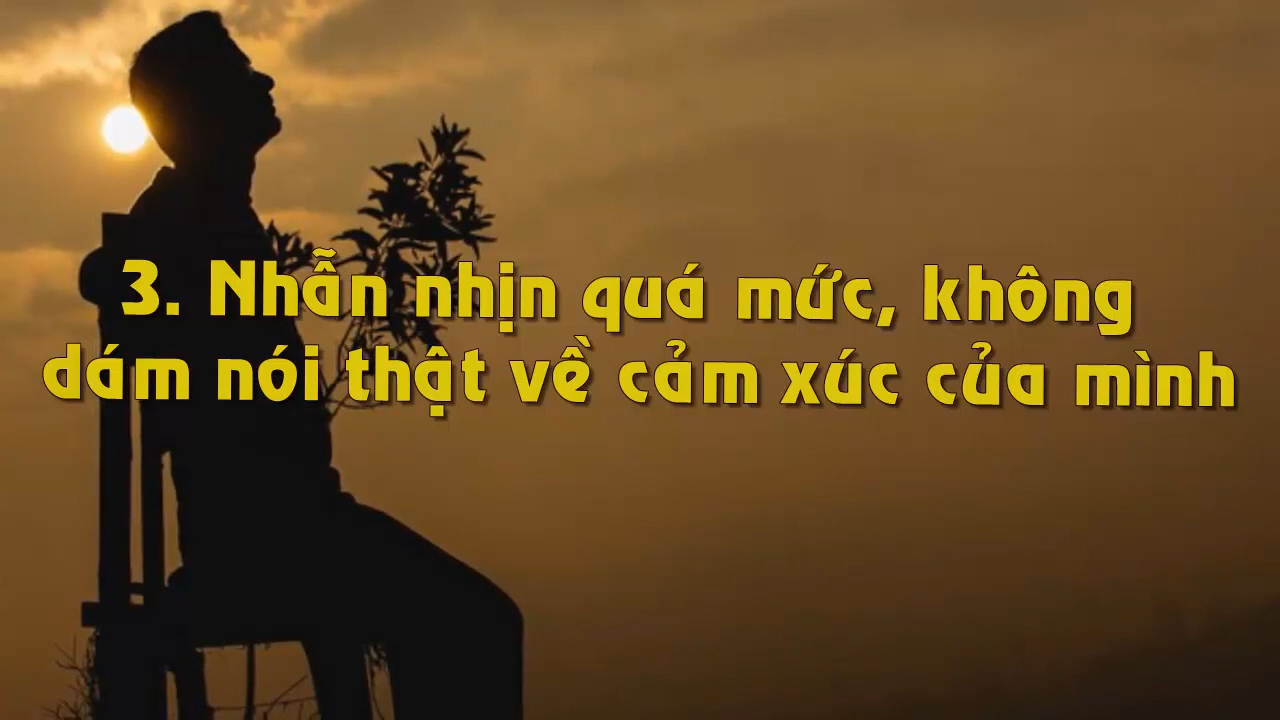 3. Nhẫn nhịn quá mức, không
dám nói thật về cảm xúc của mình